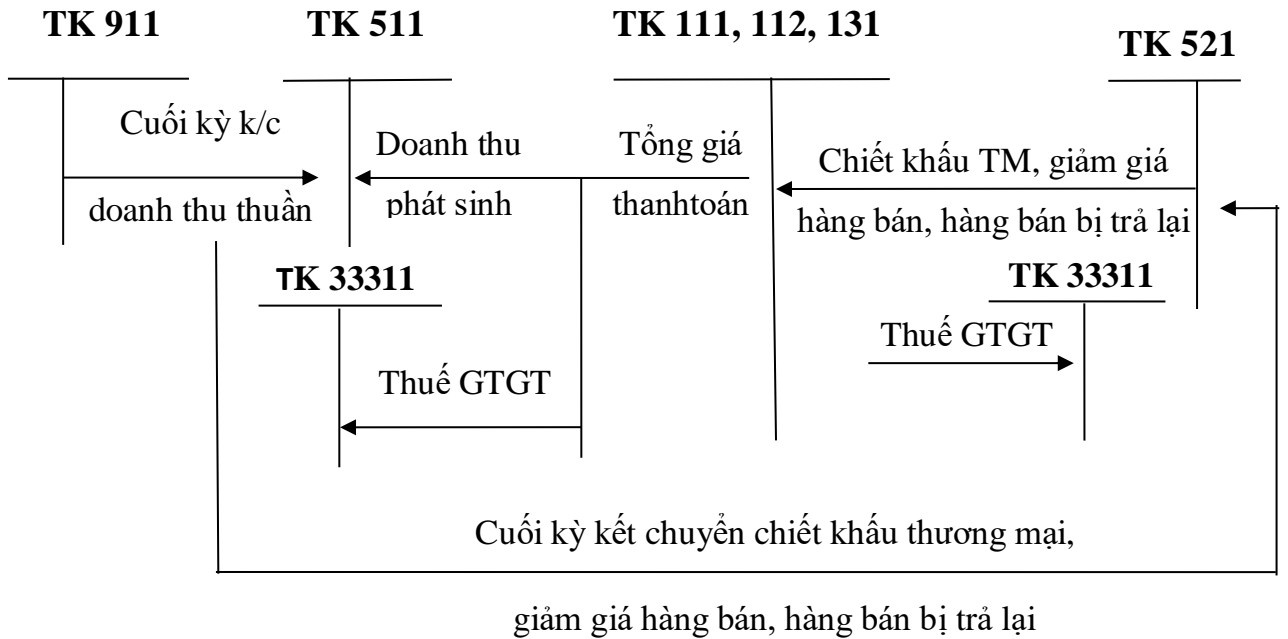 TK 911
TK 511
TK 111, 112, 131
TK 521
Cuối kỳ k/c
doanh thu thuần
Doanh thu
phát sinh
Tổng giá
thanhtoán
Chiết khấu TM, giảm giá
hàng bán, hàng bán bị trả lại
TK 33311
TK 33311
Thuế GTGT
Thuế GTGT
Cuối kỳ kết chuyển chiết khấu thương mại,
giảm giá hàng bán, hàng bán bị trả lại